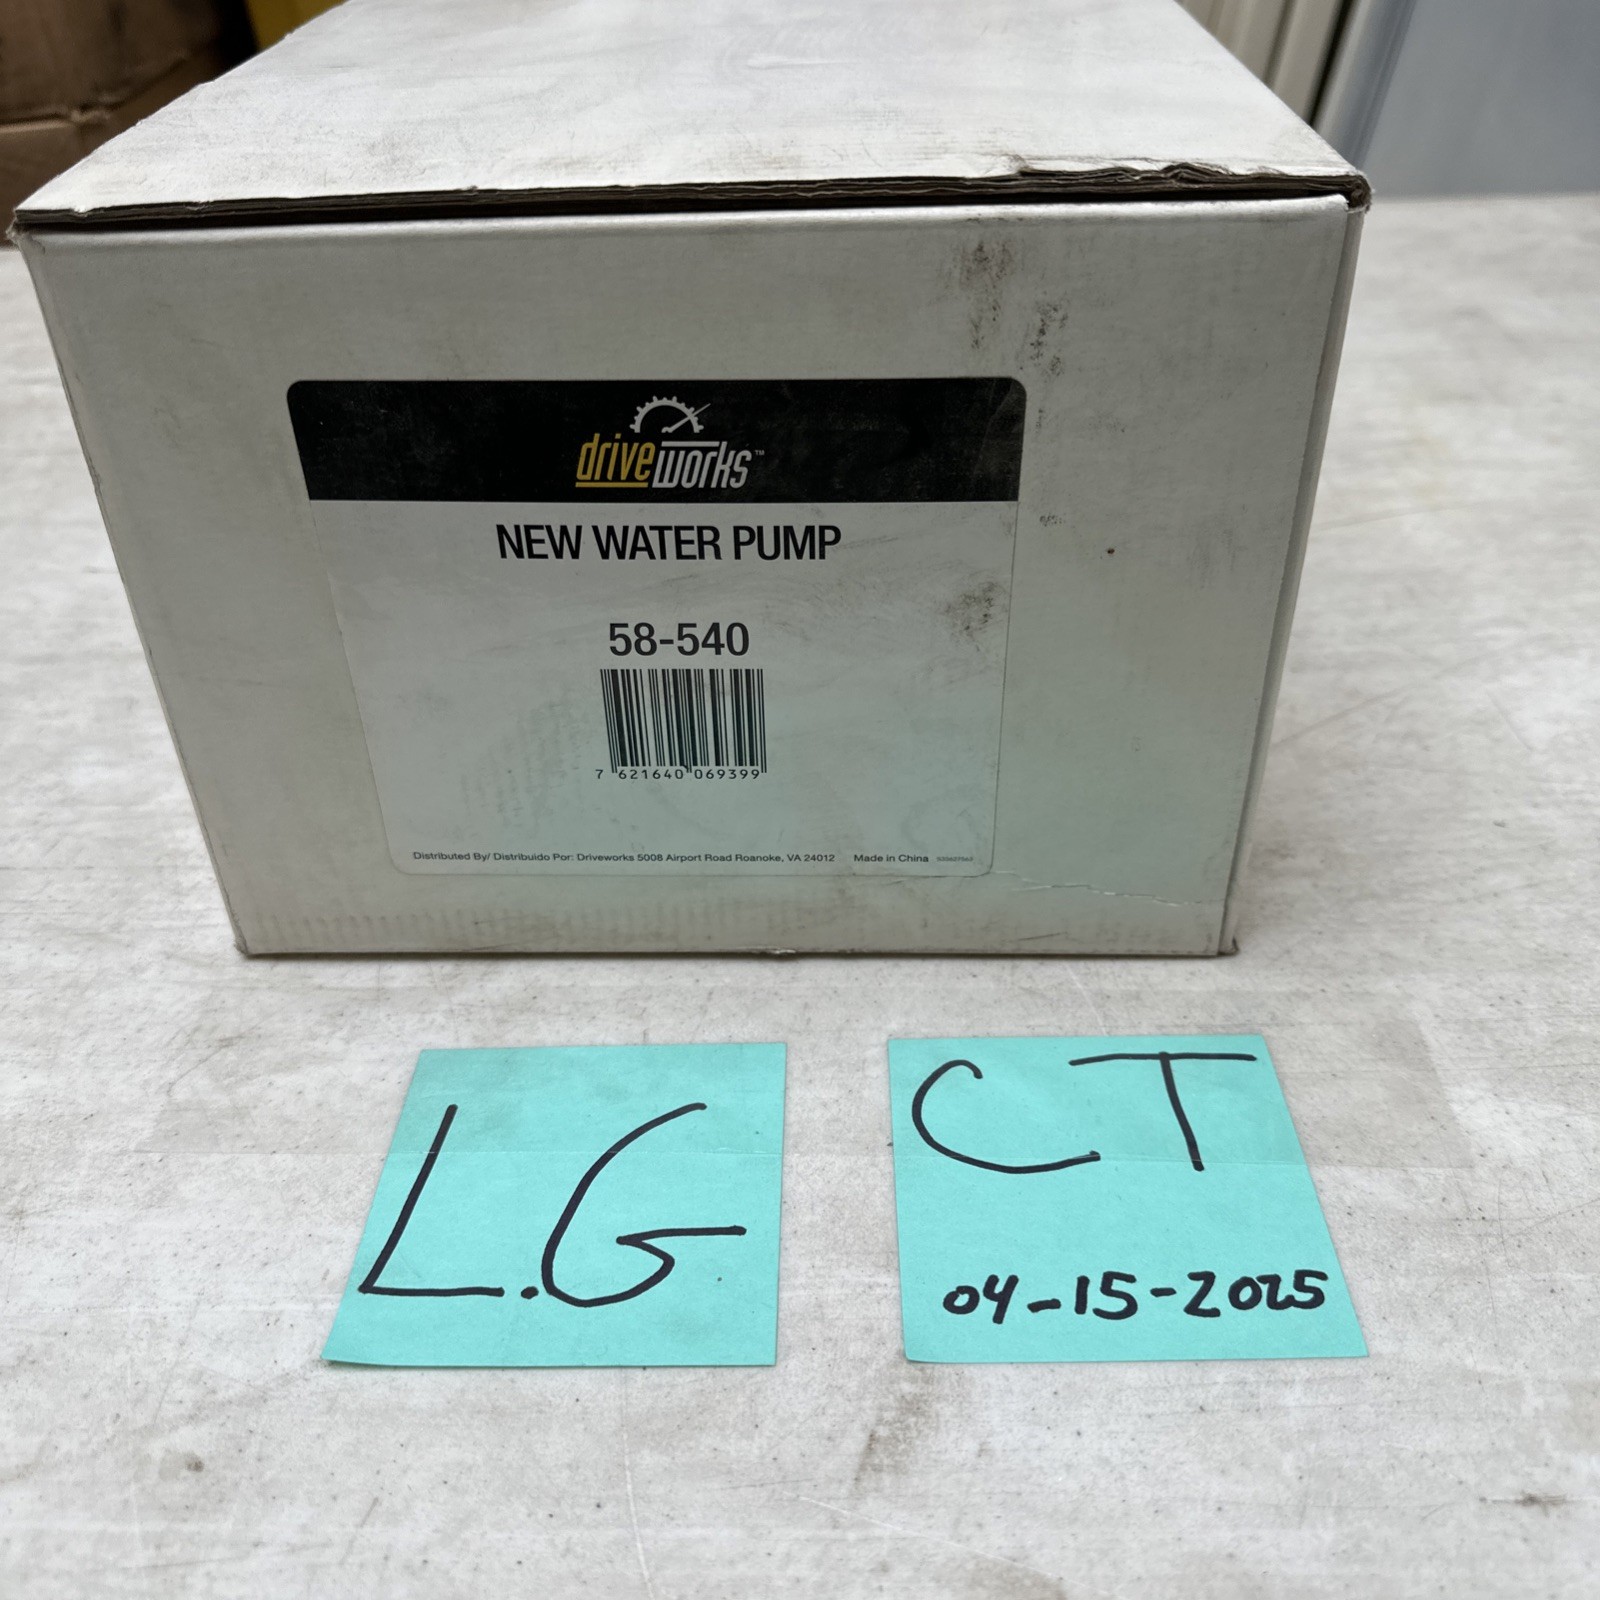 driveworks™
NEW WATER PUMP
58-540
7 621640 069399
Distributed By/ Distribuido Por: Driveworks 5008 Airport Road Roanoke, VA 24012 Made in China
L.G
CT
04-15-2025